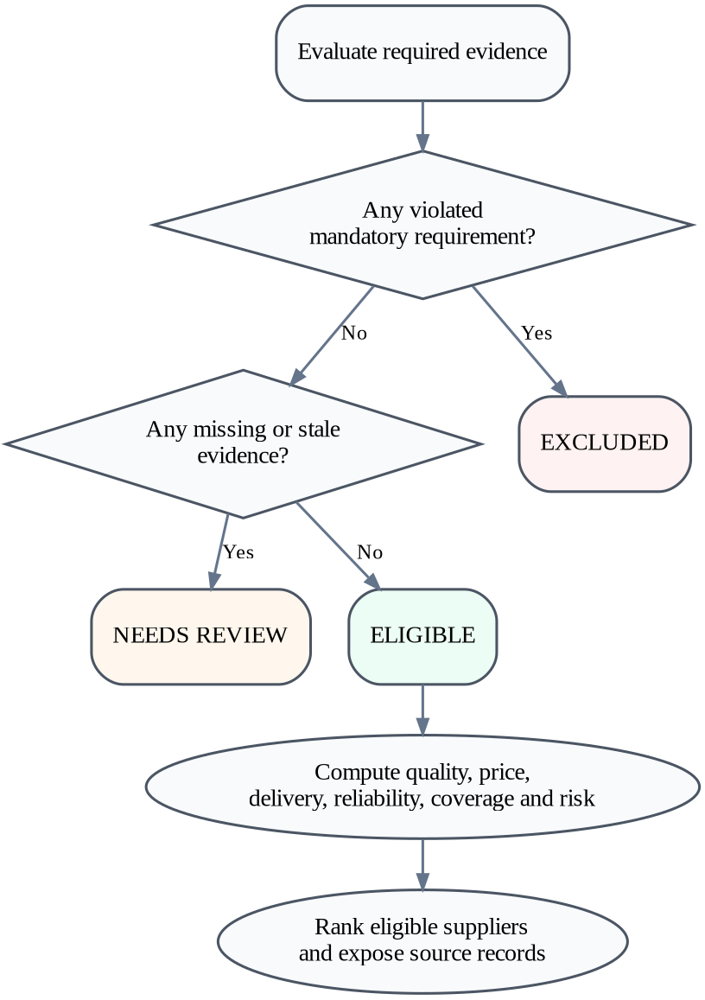 Evaluate required evidence
Any violated
mandatory requirement?
No
Yes
Any missing or stale
evidence?
EXCLUDED
Yes
No
NEEDS REVIEW
ELIGIBLE
Compute quality, price,
delivery, reliability, coverage and risk
Rank eligible suppliers
and expose source records